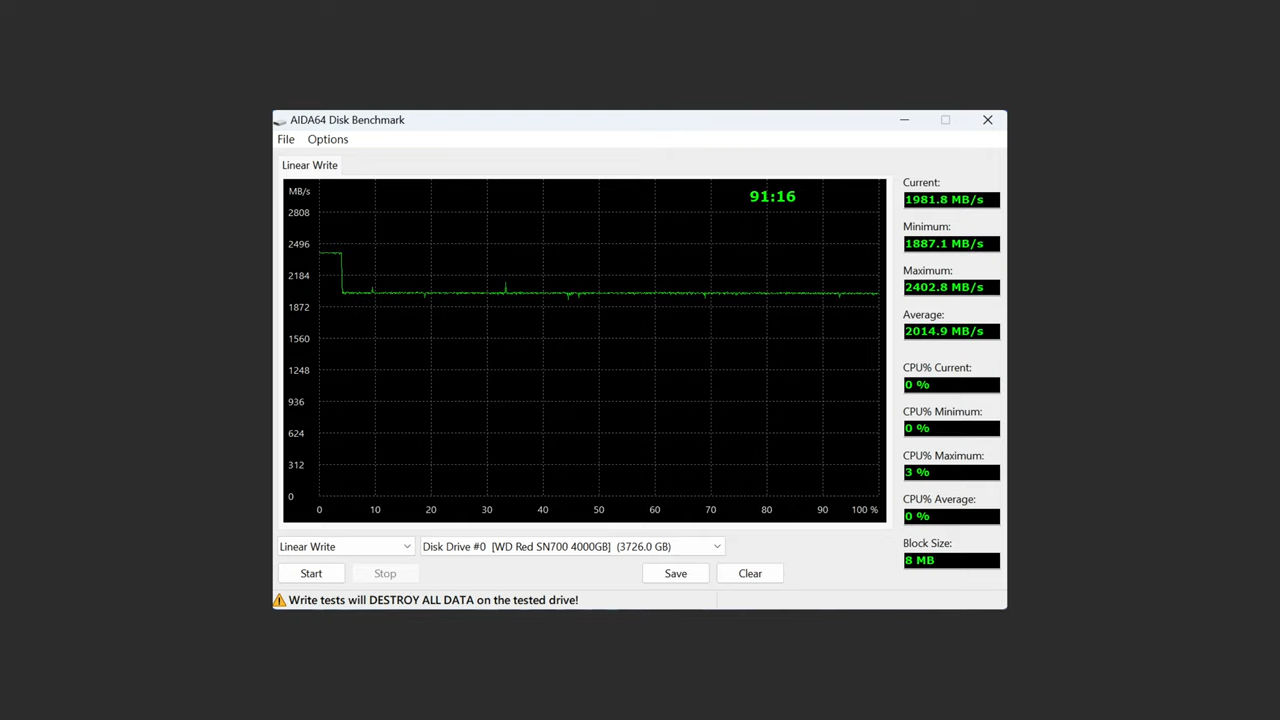 AIDA64 Disk Benchmark
File Options
Linear Write
MB/s
91:16
2808
2496
2184
1872
1560
1248
936
624
312
0
0 10 20 30 40 50 60 70 80 90 100 %
Current:
1981.8 MB/s
Minimum:
1887.1 MB/s
Maximum:
2402.8 MB/s
Average:
2014.9 MB/s
CPU% Current:
0 %
CPU% Minimum:
0 %
CPU% Maximum:
3 %
CPU% Average:
0 %
Block Size:
8 MB
Linear Write
Disk Drive #0 [WD Red SN700 4000GB] (3726.0 GB)
Start Stop Save Clear
Write tests will DESTROY ALL DATA on the tested drive!